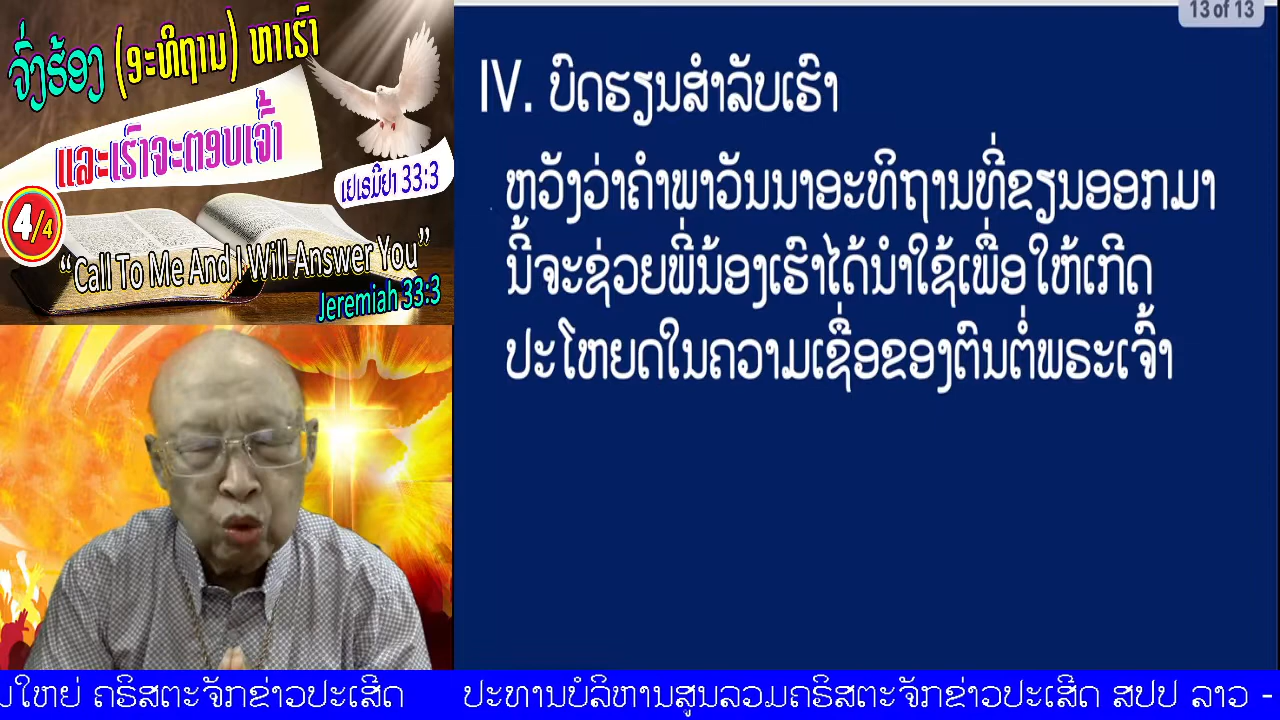 ຈົ່ງຮ້ອງ (ອະທິຖານ) ຫາເຮົາ
ແລະເຮົາຈະຕອບເຈົ້າ
ເຢເຣມີຢາ 33:3
4/4
“Call To Me And I Will Answer You”
Jeremiah 33:3
13 of 13
IV. ບົດຮຽນສຳລັບເຮົາ
ຫວັງວ່າຄຳພາວັນນາອະທິຖານທີ່ຂຽນອອກມາ
ນີ້ຈະຊ່ວຍພີ່ນ້ອງເຮົາໄດ້ນຳໃຊ້ເພື່ອໃຫ້ເກີດ
ປະໂຫຍດໃນຄວາມເຊື່ອຂອງຕົນຕໍ່ພຣະເຈົ້າ
ໃຫຍ່ ຄຣິສຕະຈັກຂ່າວປະເສີດ ປະທານບໍລິຫານສູນລວມຄຣິສຕະຈັກຂ່າວປະເສີດ ສປປ ລາວ -